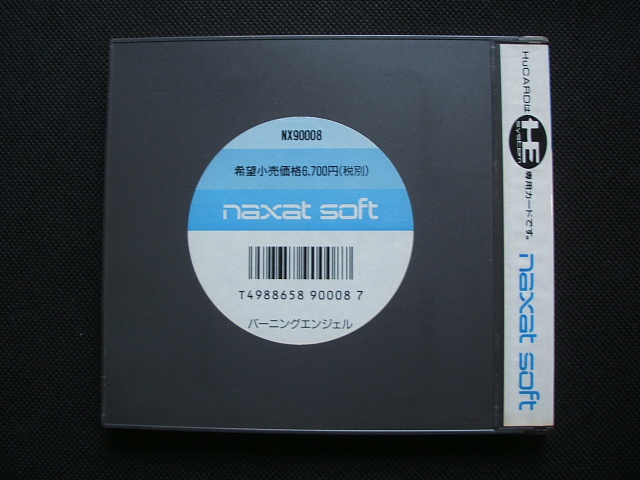 NX90008
希望小売価格6,700円(税別)
naxat soft
T4988658 90008 7
バーニングエンジェル
HuCARDは HE SYSTEM 専用カードです。 naxat soft